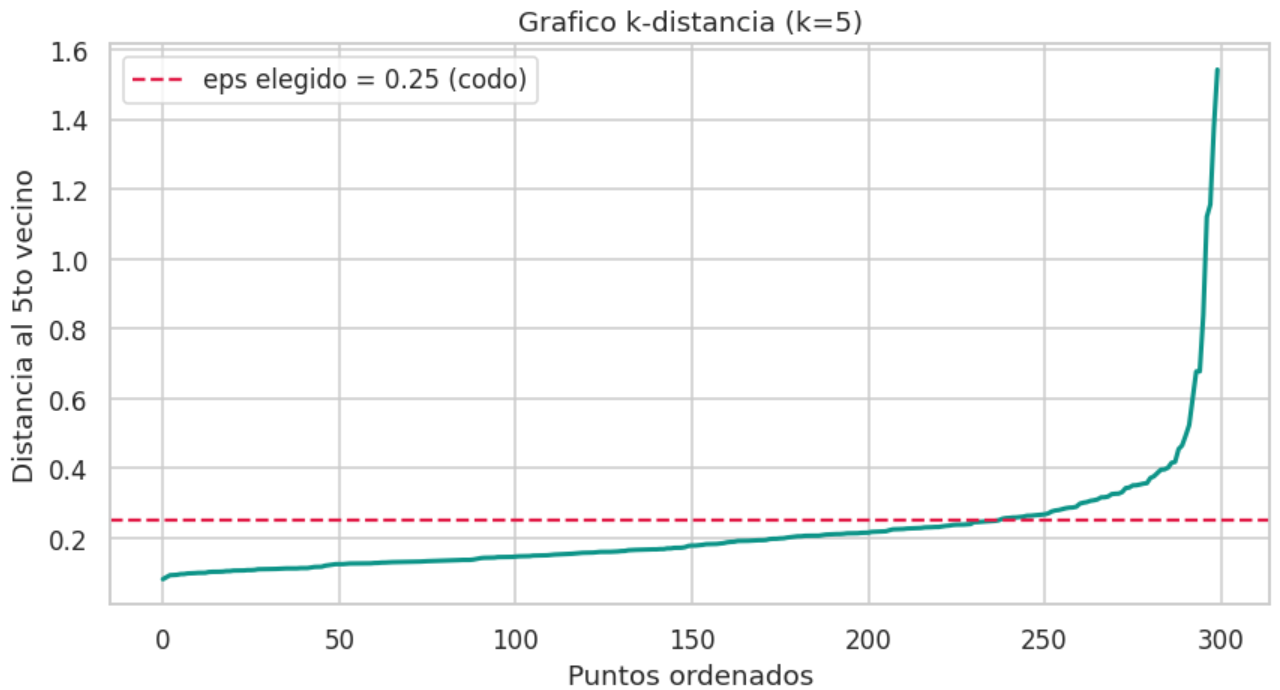 Grafico k-distancia (k=5)
eps elegido = 0.25 (codo)
Distancia al 5to vecino
1.6
1.4
1.2
1.0
0.8
0.6
0.4
0.2
0 50 100 150 200 250 300
Puntos ordenados